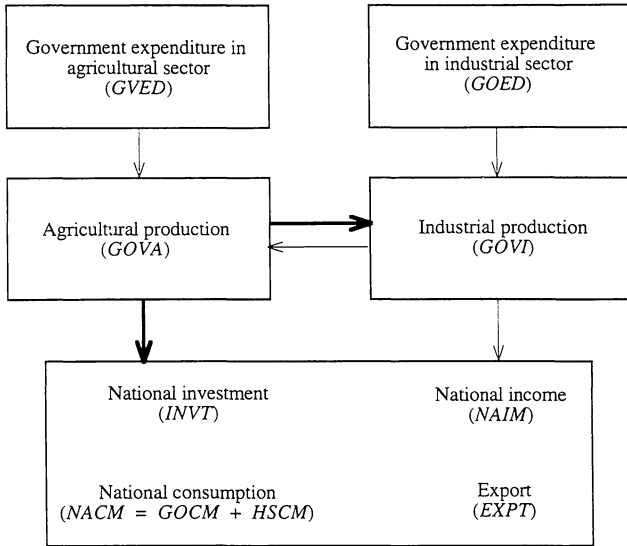 Government expenditure in
agricultural sector
(GVED)
Government expenditure
in industrial sector
(GOED)
Agricultural production
(GOVA)
Industrial production
(GOVI)
National investment
(INVT)
National income
(NAIM)
National consumption
(NACM = GOCM + HSCM)
Export
(EXPT)